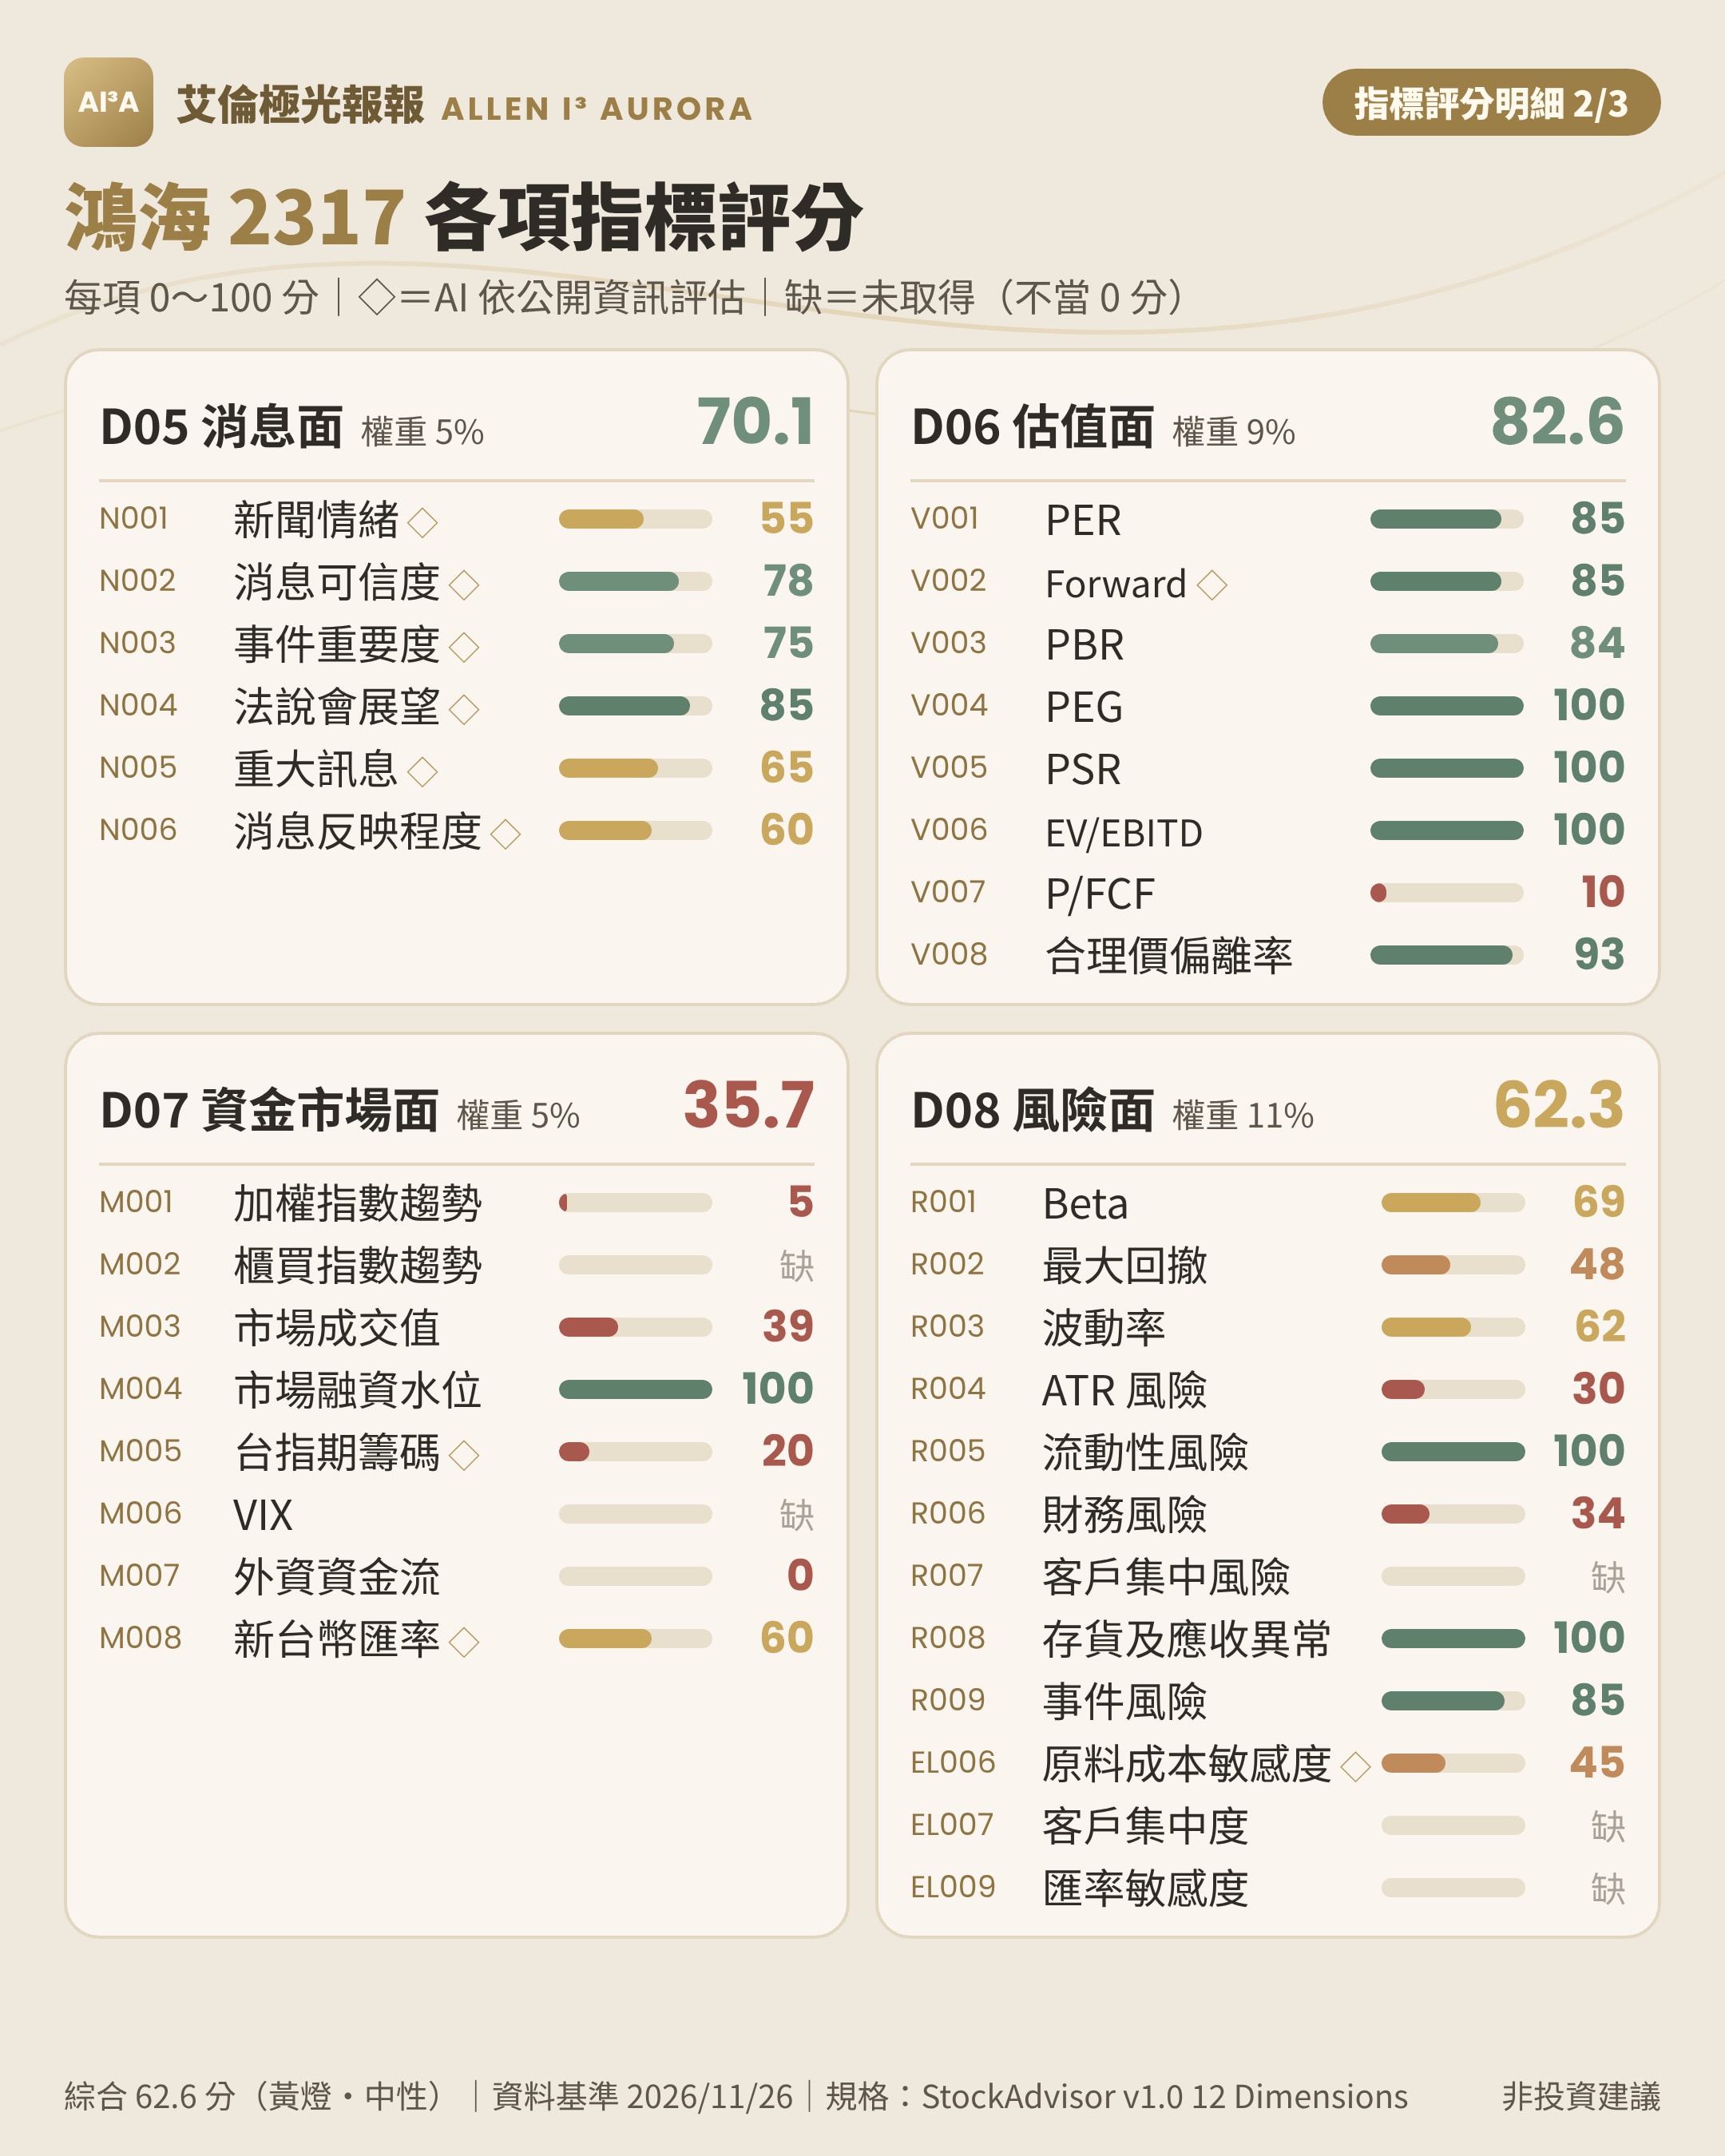 AI³A
艾倫極光報報 ALLEN I³ AURORA
指標評分明細 2/3
鴻海 2317 各項指標評分
每項 0～100 分｜◇＝AI 依公開資訊評估｜缺＝未取得（不當 0 分）
D05 消息面 權重 5% 70.1
N001 新聞情緒 ◇ 55
N002 消息可信度 ◇ 78
N003 事件重要度 ◇ 75
N004 法說會展望 ◇ 85
N005 重大訊息 ◇ 65
N006 消息反映程度 ◇ 60
D06 估值面 權重 9% 82.6
V001 PER 85
V002 Forward ◇ 85
V003 PBR 84
V004 PEG 100
V005 PSR 100
V006 EV/EBITD 100
V007 P/FCF 10
V008 合理價偏離率 93
D07 資金市場面 權重 5% 35.7
M001 加權指數趨勢 5
M002 櫃買指數趨勢 缺
M003 市場成交值 39
M004 市場融資水位 100
M005 台指期籌碼 ◇ 20
M006 VIX 缺
M007 外資資金流 0
M008 新台幣匯率 ◇ 60
D08 風險面 權重 11% 62.3
R001 Beta 69
R002 最大回撤 48
R003 波動率 62
R004 ATR 風險 30
R005 流動性風險 100
R006 財務風險 34
R007 客戶集中風險 缺
R008 存貨及應收異常 100
R009 事件風險 85
EL006 原料成本敏感度 ◇ 45
EL007 客戶集中度 缺
EL009 匯率敏感度 缺
綜合 62.6 分（黃燈・中性）｜資料基準 2026/11/26｜規格：StockAdvisor v1.0 12 Dimensions
非投資建議